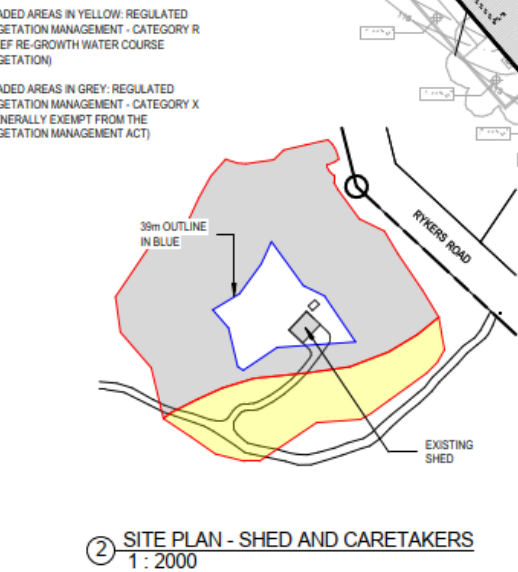 ADED AREAS IN YELLOW: REGULATED
GETATION MANAGEMENT - CATEGORY R
EF RE-GROWTH WATER COURSE
GETATION)
ADED AREAS IN GREY: REGULATED
GETATION MANAGEMENT - CATEGORY X
NERALLY EXEMPT FROM THE
GETATION MANAGEMENT ACT)
39m OUTLINE
IN BLUE
RYKERS ROAD
EXISTING
SHED
2 SITE PLAN - SHED AND CARETAKERS
1 : 2000